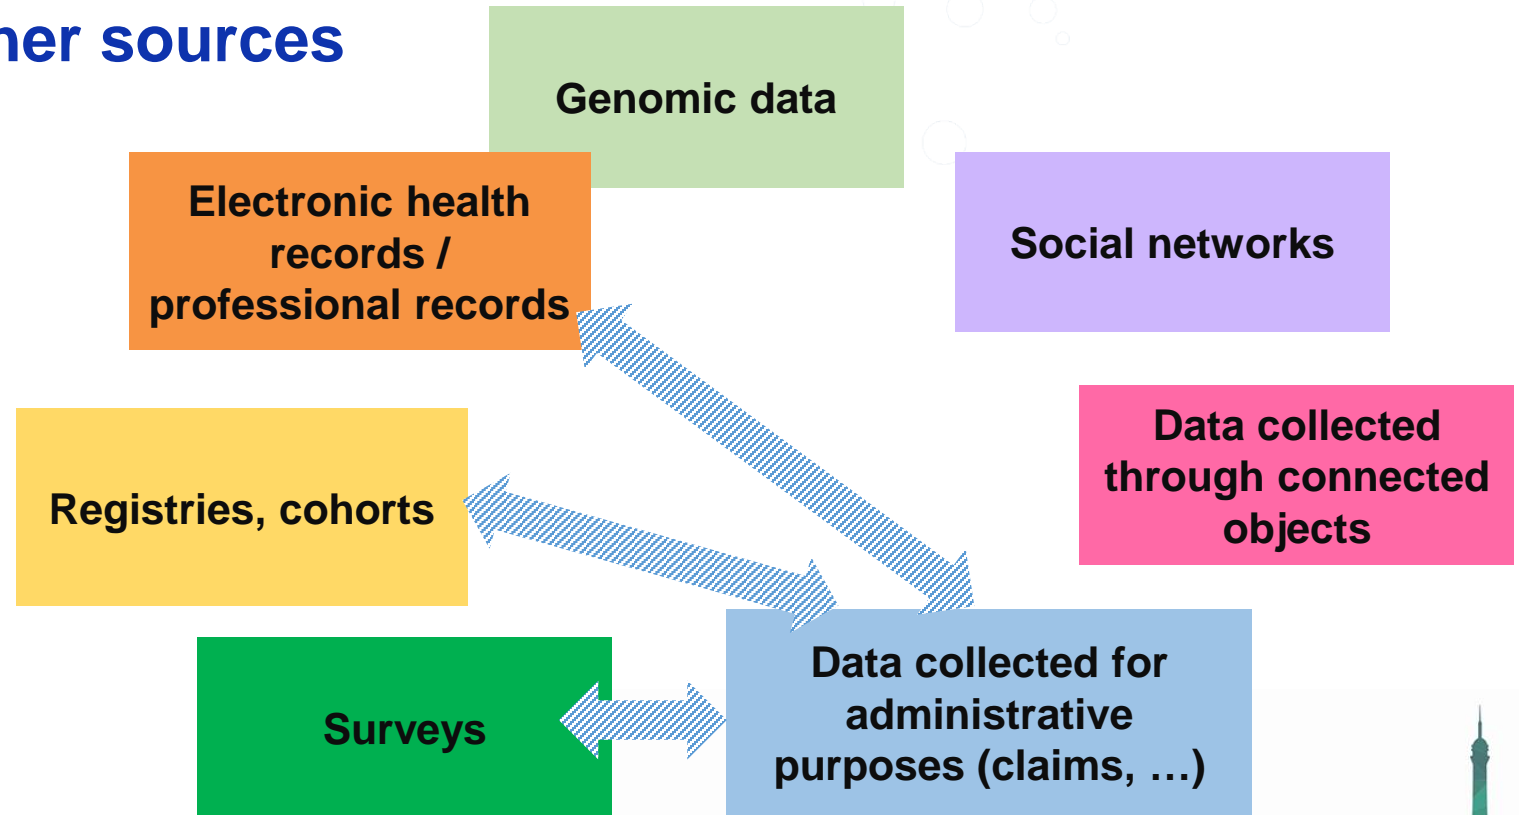 sources
Genomic data
Electronic health
records /
professional records
Social networks
Data collected
through connected
objects
Registries, cohorts
Surveys
Data collected for
administrative
purposes (claims, …)